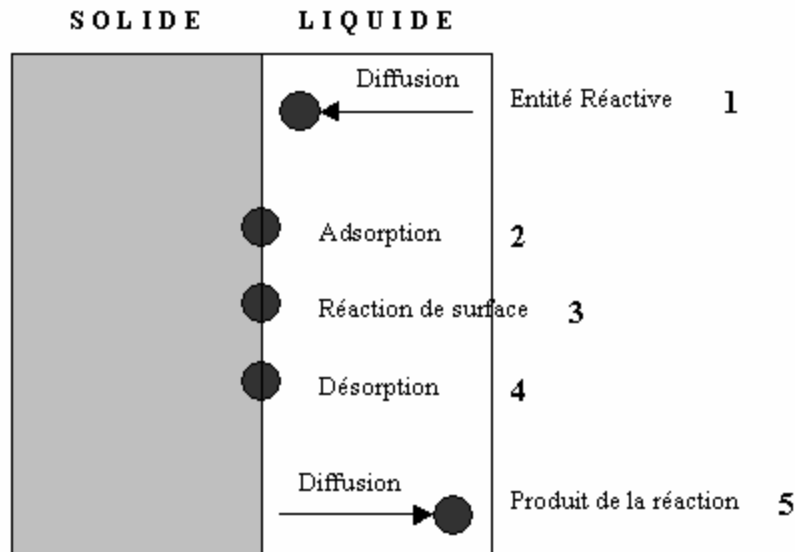 SOLIDE LIQUIDE
Diffusion
Entité Réactive 1
Adsorption 2
Réaction de surface 3
Désorption 4
Diffusion
Produit de la réaction 5